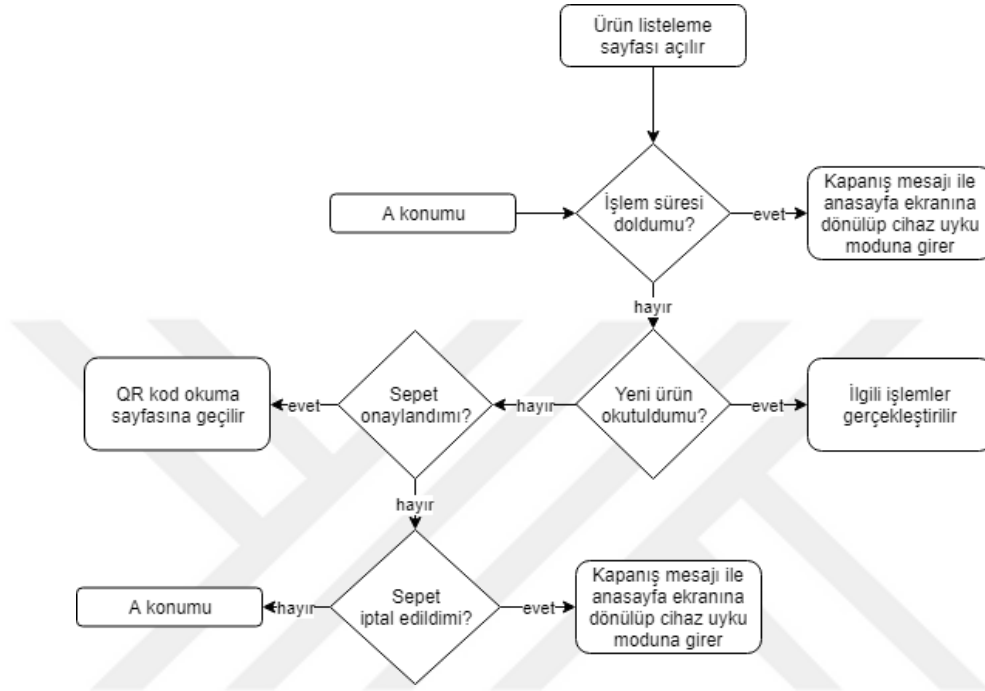 Ürün listeleme
sayfası açılır
A konumu
İşlem süresi
doldumu?
evet
Kapanış mesajı ile
anasayfa ekranına
dönülüp cihaz uyku
moduna girer
hayır
QR kod okuma
sayfasına geçilir
evet
Sepet
onaylandımı?
hayır
Yeni ürün
okutuldumu?
evet
İlgili işlemler
gerçekleştirilir
hayır
A konumu
hayır
Sepet
iptal edildimi?
evet
Kapanış mesajı ile
anasayfa ekranına
dönülüp cihaz uyku
moduna girer